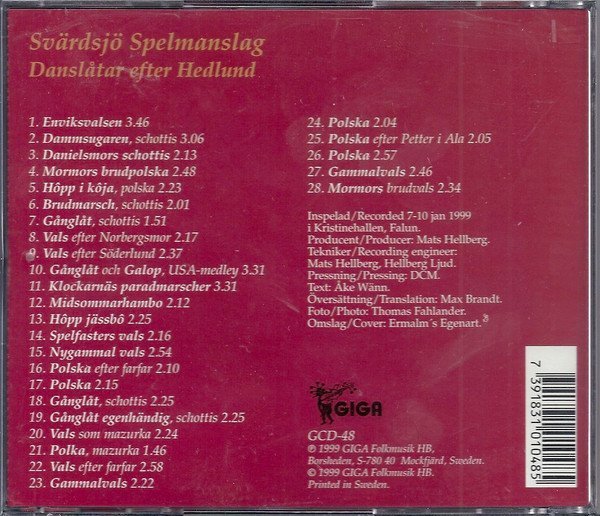 Svärdsjö Spelmanslag
Danslåtar efter Hedlund
1. Enviksvalsen 3.46
2. Dammsugaren, schottis 3.06
3. Danielsmors schottis 2.13
4. Mormors brudpolska 2.48
5. Hôpp i kôja, polska 2.23
6. Brudmarsch, schottis 2.01
7. Gånglåt, schottis 1.51
8. Vals efter Norbergsmor 2.17
9. Vals efter Söderlund 2.37
10. Gånglåt och Galop, USA-medley 3.31
11. Klockarnäs paradmarscher 3.31
12. Midsommarhambo 2.12
13. Hôpp jässbô 2.25
14. Spelfasters vals 2.16
15. Nygammal vals 2.54
16. Polska efter farfar 2.10
17. Polska 2.15
18. Gånglåt, schottis 2.25
19. Gånglåt egenhändig, schottis 2.25
20. Vals som mazurka 2.24
21. Polka, mazurka 1.46
22. Vals efter farfar 2.58
23. Gammalvals 2.22
24. Polska 2.04
25. Polska efter Petter i Ala 2.05
26. Polska 2.57
27. Gammalvals 2.46
28. Mormors brudvals 2.34
Inspelad/Recorded 7-10 jan 1999
i Kristinehallen, Falun.
Producent/Producer: Mats Hellberg.
Tekniker/Recording engineer:
Mats Hellberg, Hellberg Ljud.
Pressning/Pressing: DCM.
Text: Åke Wänn.
Översättning/Translation: Max Brandt.
Foto/Photo: Thomas Fahlander.
Omslag/Cover: Ermalm´s Egenart.
GIGA
GCD-48
℗ 1999 GIGA Folkmusik HB,
Borsheden, S-780 40 Mockfjärd, Sweden.
© 1999 GIGA Folkmusik HB.
Printed in Sweden.
7 391831 010485